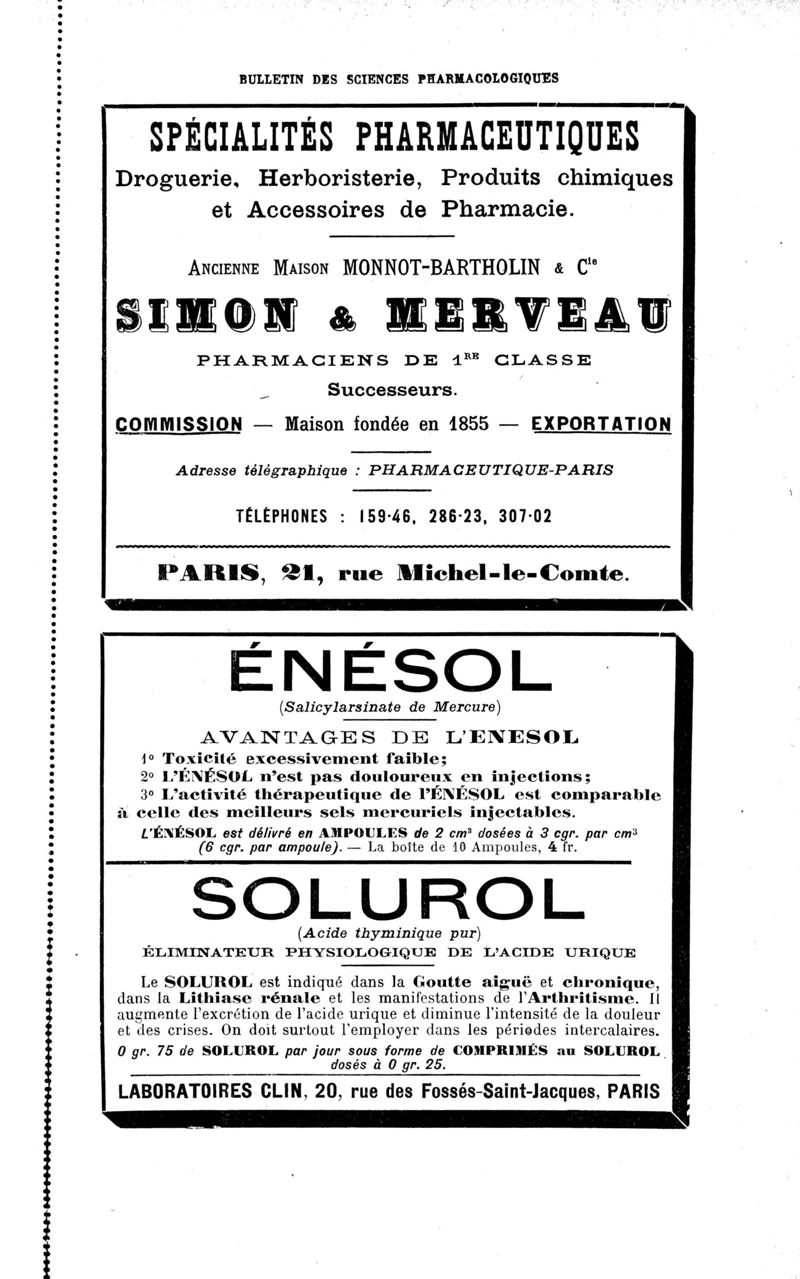 BULLETIN DES SCIENCES PHARMACOLOGIQUES
SPÉCIALITÉS PHARMACEUTIQUES
Droguerie, Herboristerie, Produits chimiques
et Accessoires de Pharmacie.
ANCIENNE MAISON MONNOT-BARTHOLIN & Cie
SIMON & MERVEAU
PHARMACIENS DE 1RE CLASSE
Successeurs.
COMMISSION — Maison fondée en 1855 — EXPORTATION
Adresse télégraphique : PHARMACEUTIQUE-PARIS
TÉLÉPHONES : 159-46, 286-23, 307-02
PARIS, 21, rue Michel-le-Comte.
ÉNÉSOL
(Salicylarsinate de Mercure)
AVANTAGES DE L'ENESOL
1° Toxicité excessivement faible;
2° L'ÉNÉSOL n'est pas douloureux en injections;
3° L'activité thérapeutique de l'ÉNÉSOL est comparable
à celle des meilleurs sels mercuriels injectables.
L'ÉNÉSOL est délivré en AMPOULES de 2 cm³ dosées à 3 cgr. par cm³
(6 cgr. par ampoule). — La boîte de 10 Ampoules, 4 fr.
SOLUROL
(Acide thyminique pur)
ÉLIMINATEUR PHYSIOLOGIQUE DE L'ACIDE URIQUE
Le SOLUROL est indiqué dans la Goutte aiguë et chronique,
dans la Lithiase rénale et les manifestations de l'Arthritisme. Il
augmente l'excrétion de l'acide urique et diminue l'intensité de la douleur
et des crises. On doit surtout l'employer dans les périodes intercalaires.
0 gr. 75 de SOLUROL par jour sous forme de COMPRIMÉS au SOLUROL
dosés à 0 gr. 25.
LABORATOIRES CLIN, 20, rue des Fossés-Saint-Jacques, PARIS